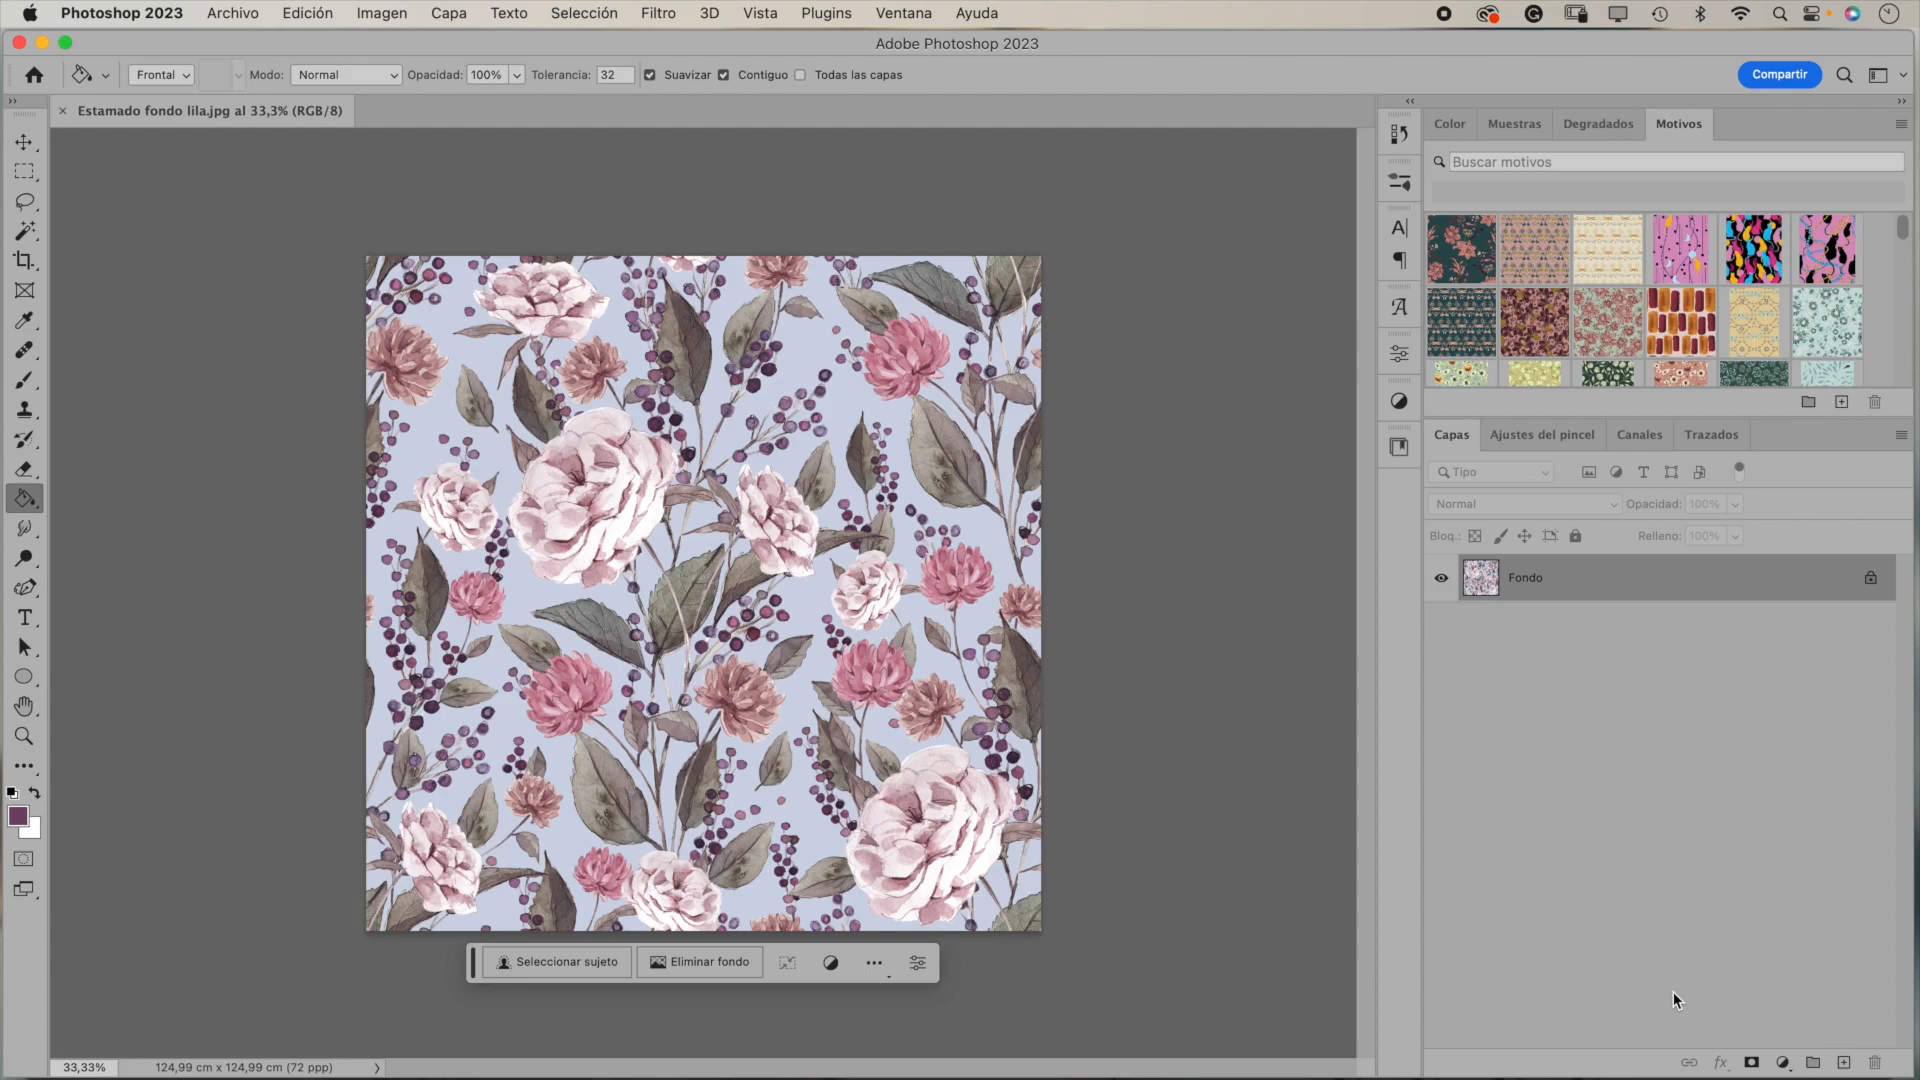 Photoshop 2023 Archivo Edición Imagen Capa Texto Selección Filtro 3D Vista Plugins Ventana Ayuda
Adobe Photoshop 2023
Frontal Modo: Normal Opacidad: 100% Tolerancia: 32 Suavizar Contiguo Todas las capas Compartir
Estamado fondo lila.jpg al 33,3% (RGB/8)
Color Muestras Degradados Motivos
Buscar motivos
Capas Ajustes del pincel Canales Trazados
Tipo
Normal Opacidad: 100%
Bloq.: Relleno: 100%
Fondo
Seleccionar sujeto Eliminar fondo
33,33% 124,99 cm x 124,99 cm (72 ppp)